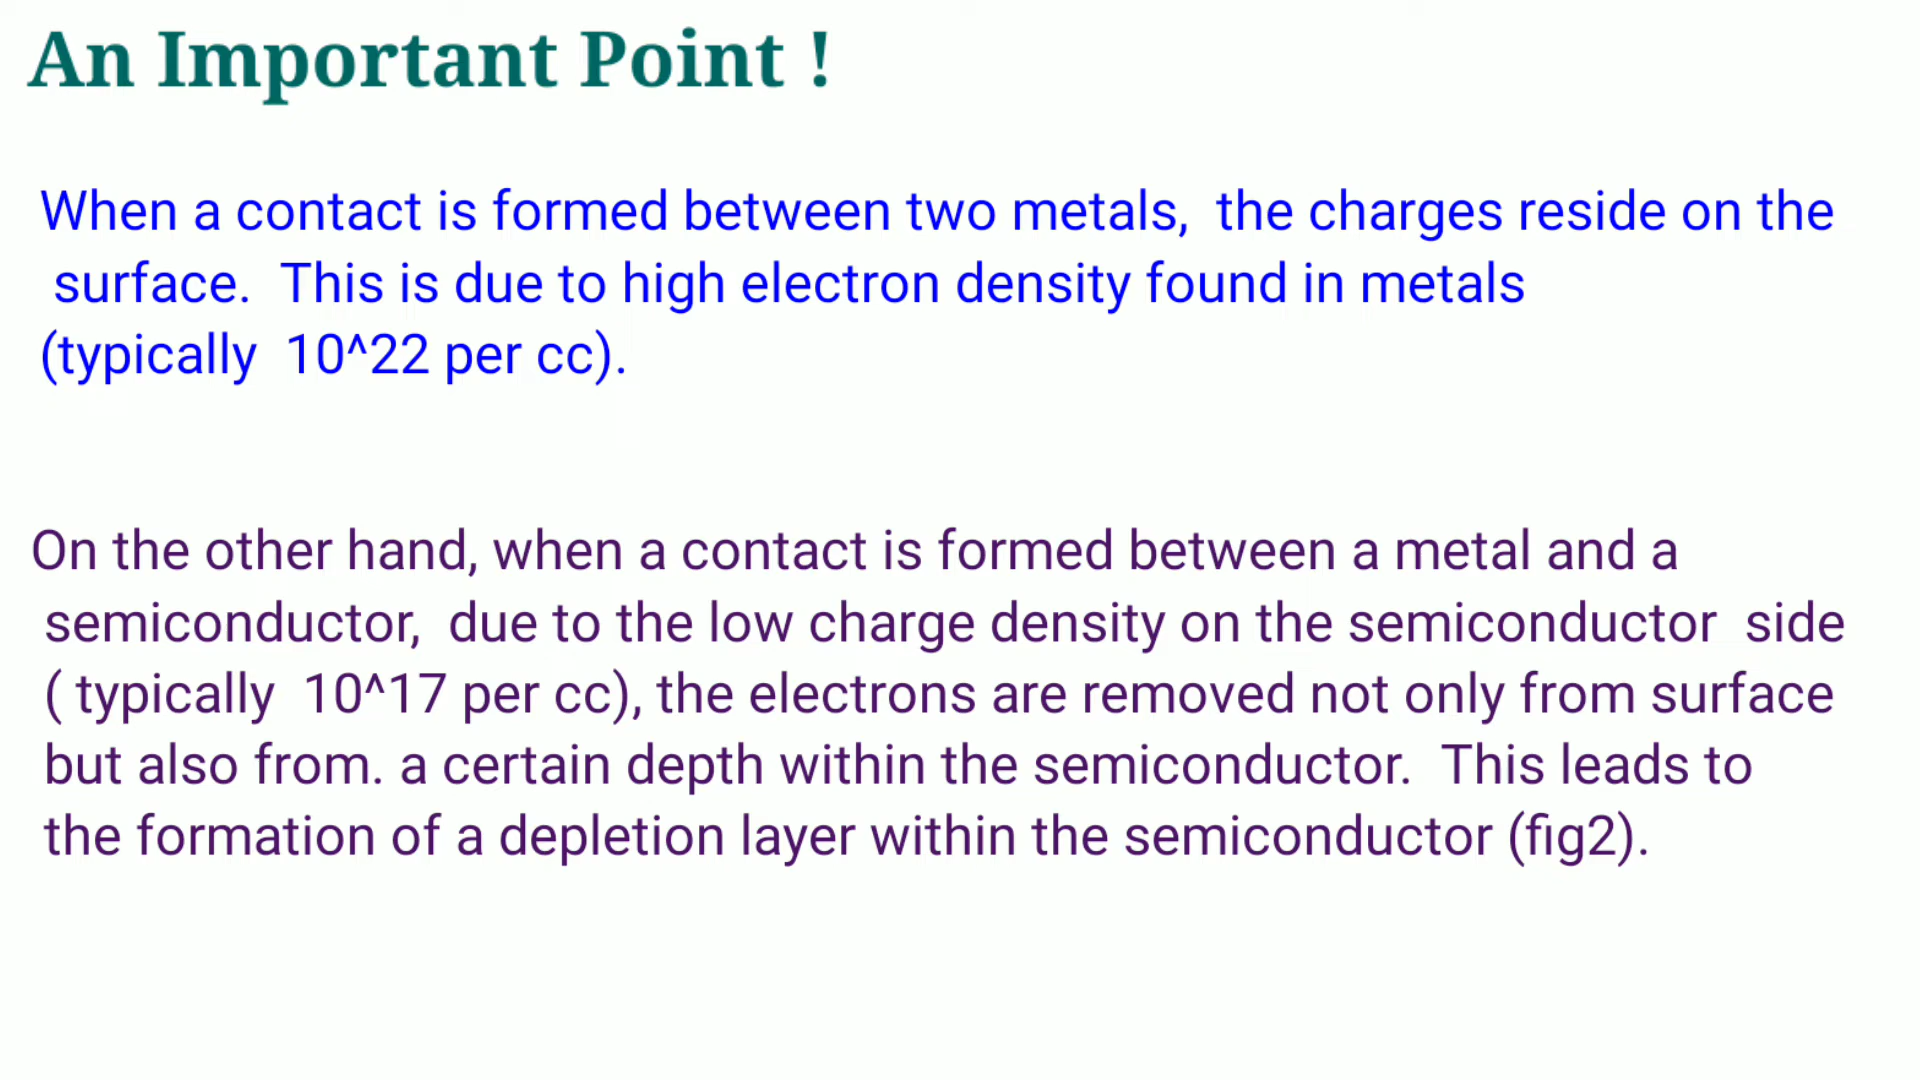 An Important Point !
When a contact is formed between two metals,  the charges reside on the
surface.  This is due to high electron density found in metals
(typically  10^22 per cc).
On the other hand, when a contact is formed between a metal and a
semiconductor,  due to the low charge density on the semiconductor  side
( typically  10^17 per cc), the electrons are removed not only from surface
but also from. a certain depth within the semiconductor.  This leads to
the formation of a depletion layer within the semiconductor (fig2).